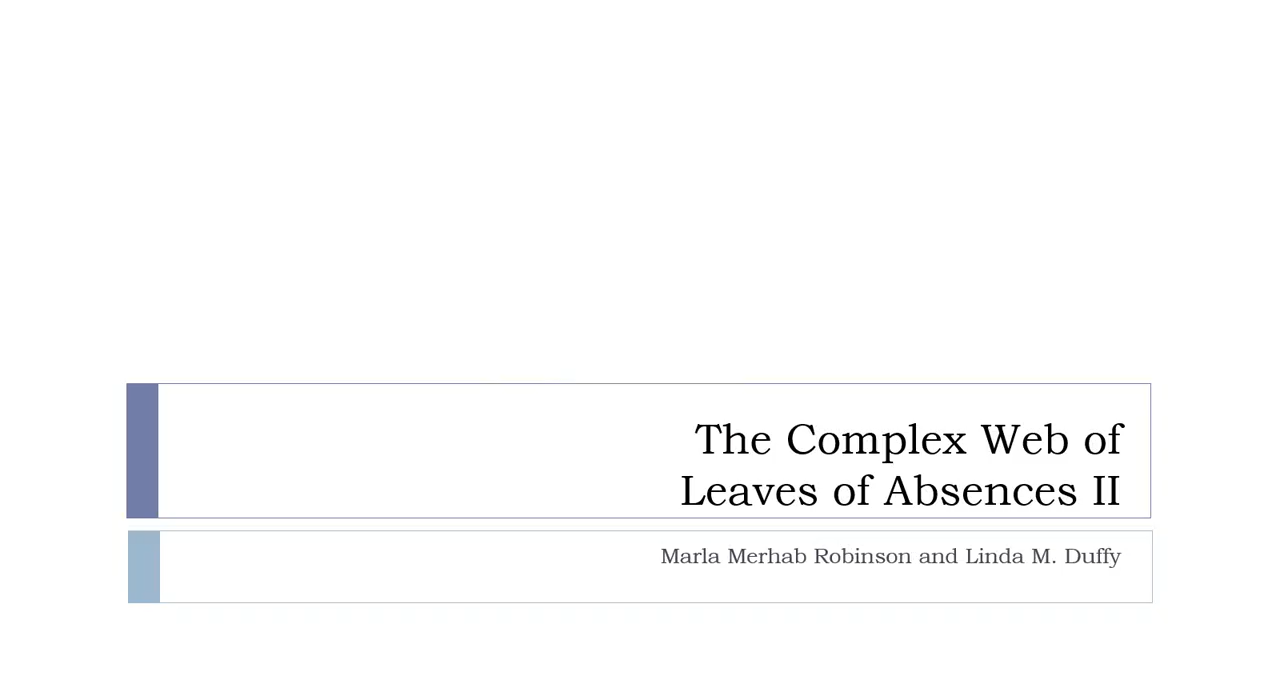 The Complex Web of
Leaves of Absences II
Marla Merhab Robinson and Linda M. Duffy